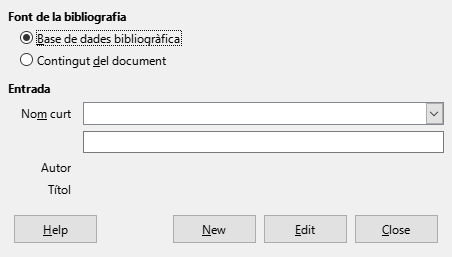 Font de la bibliografia
Base de dades bibliogràfica
Contingut del document
Entrada
Nom curt
Autor
Títol
Help New Edit Close